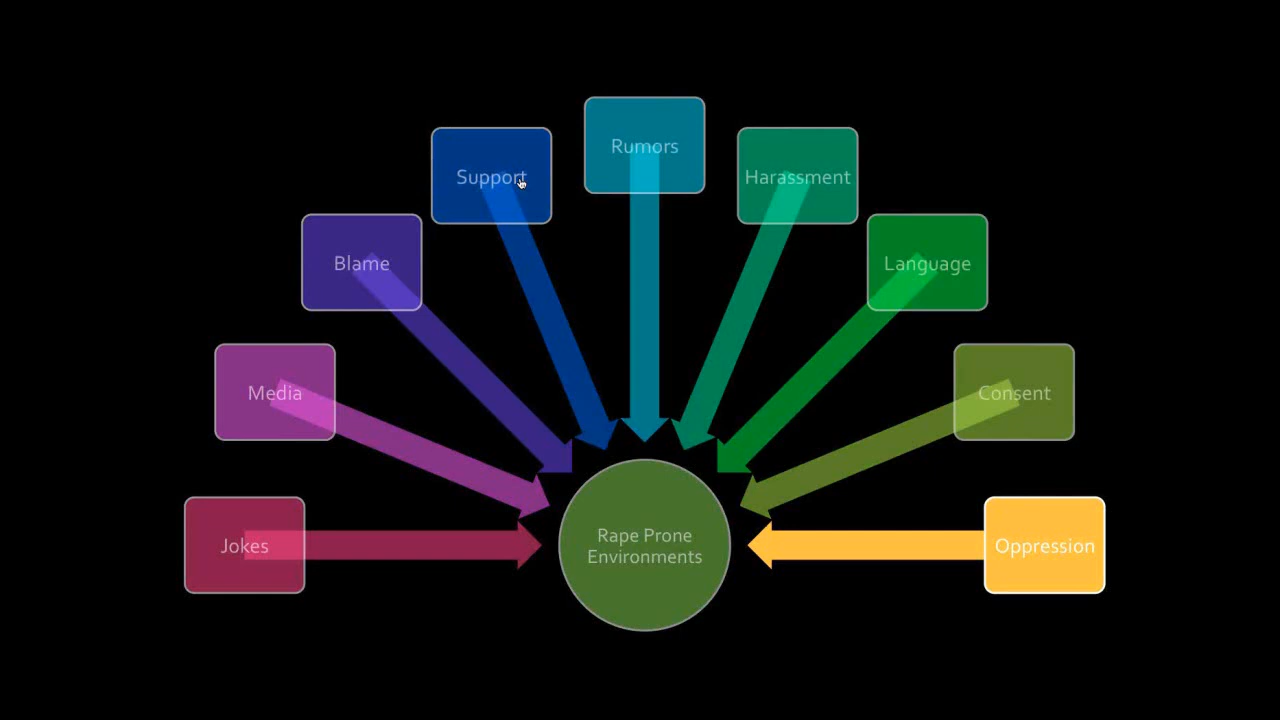 Rumors
Support
Harassment
Blame
Language
Media
Consent
Jokes
Rape Prone
Environments
Oppression